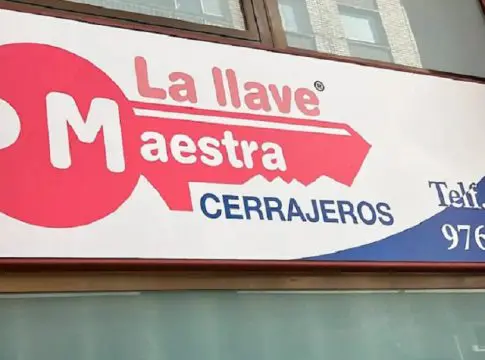 La llave®
Maestra
CERRAJEROS
Telf.
976